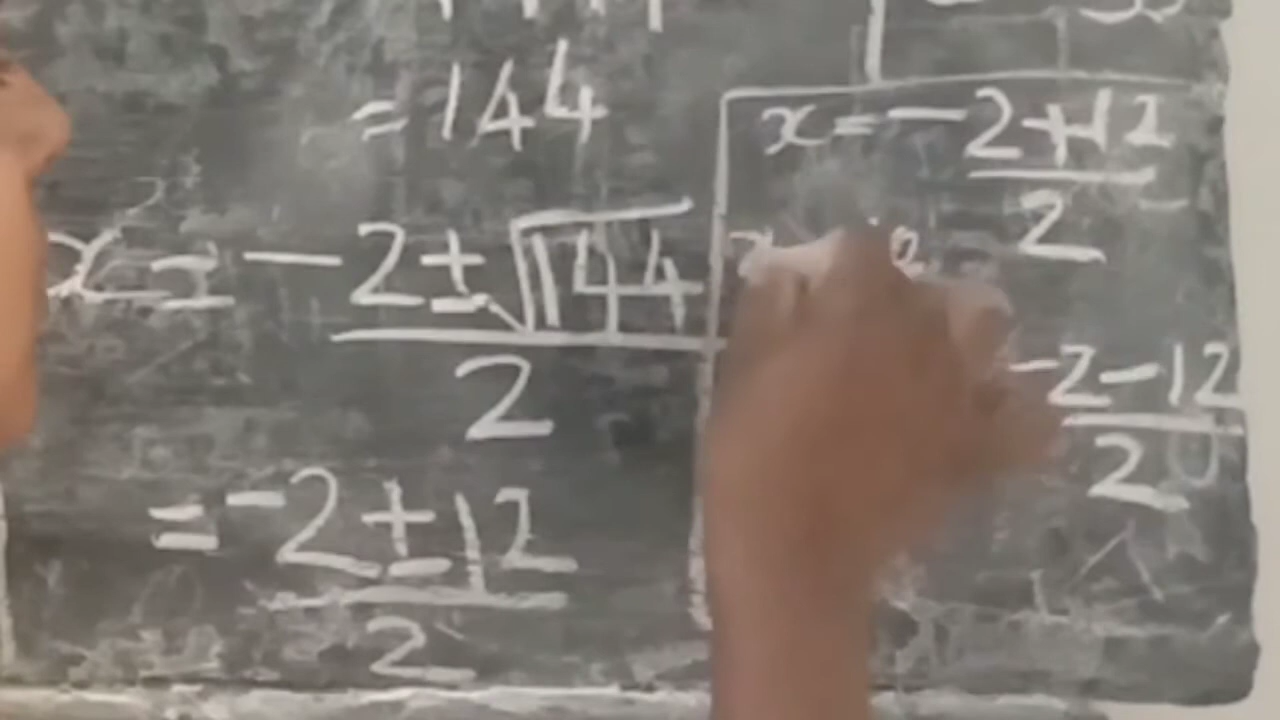 = 144
x = -2 ± √144
2
= -2 ± 12
2
x = -2+12
2
-2-12
2